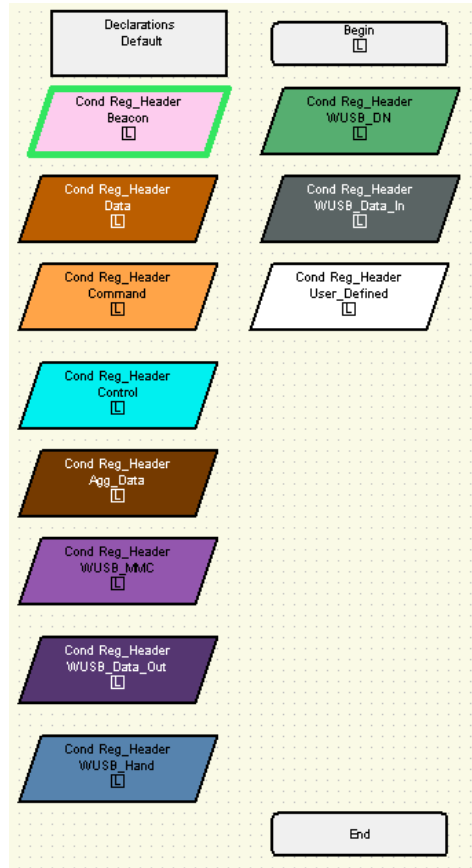 Declarations
Default
Begin
L
Cond Reg_Header
Beacon
L
Cond Reg_Header
WUSB_DN
L
Cond Reg_Header
Data
L
Cond Reg_Header
WUSB_Data_In
L
Cond Reg_Header
Command
L
Cond Reg_Header
User_Defined
L
Cond Reg_Header
Control
L
Cond Reg_Header
Agg_Data
L
Cond Reg_Header
WUSB_MMC
L
Cond Reg_Header
WUSB_Data_Out
L
Cond Reg_Header
WUSB_Hand
L
End